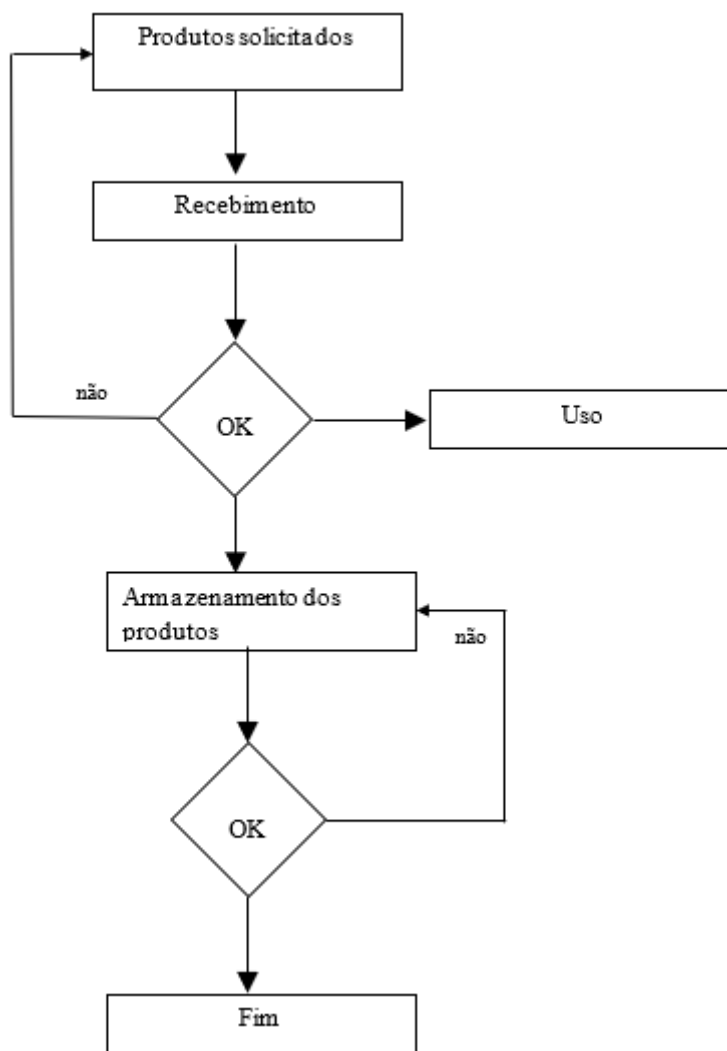 Produtos solicitados
Recebimento
não
OK
Uso
Armazenamento dos
produtos
não
OK
Fim